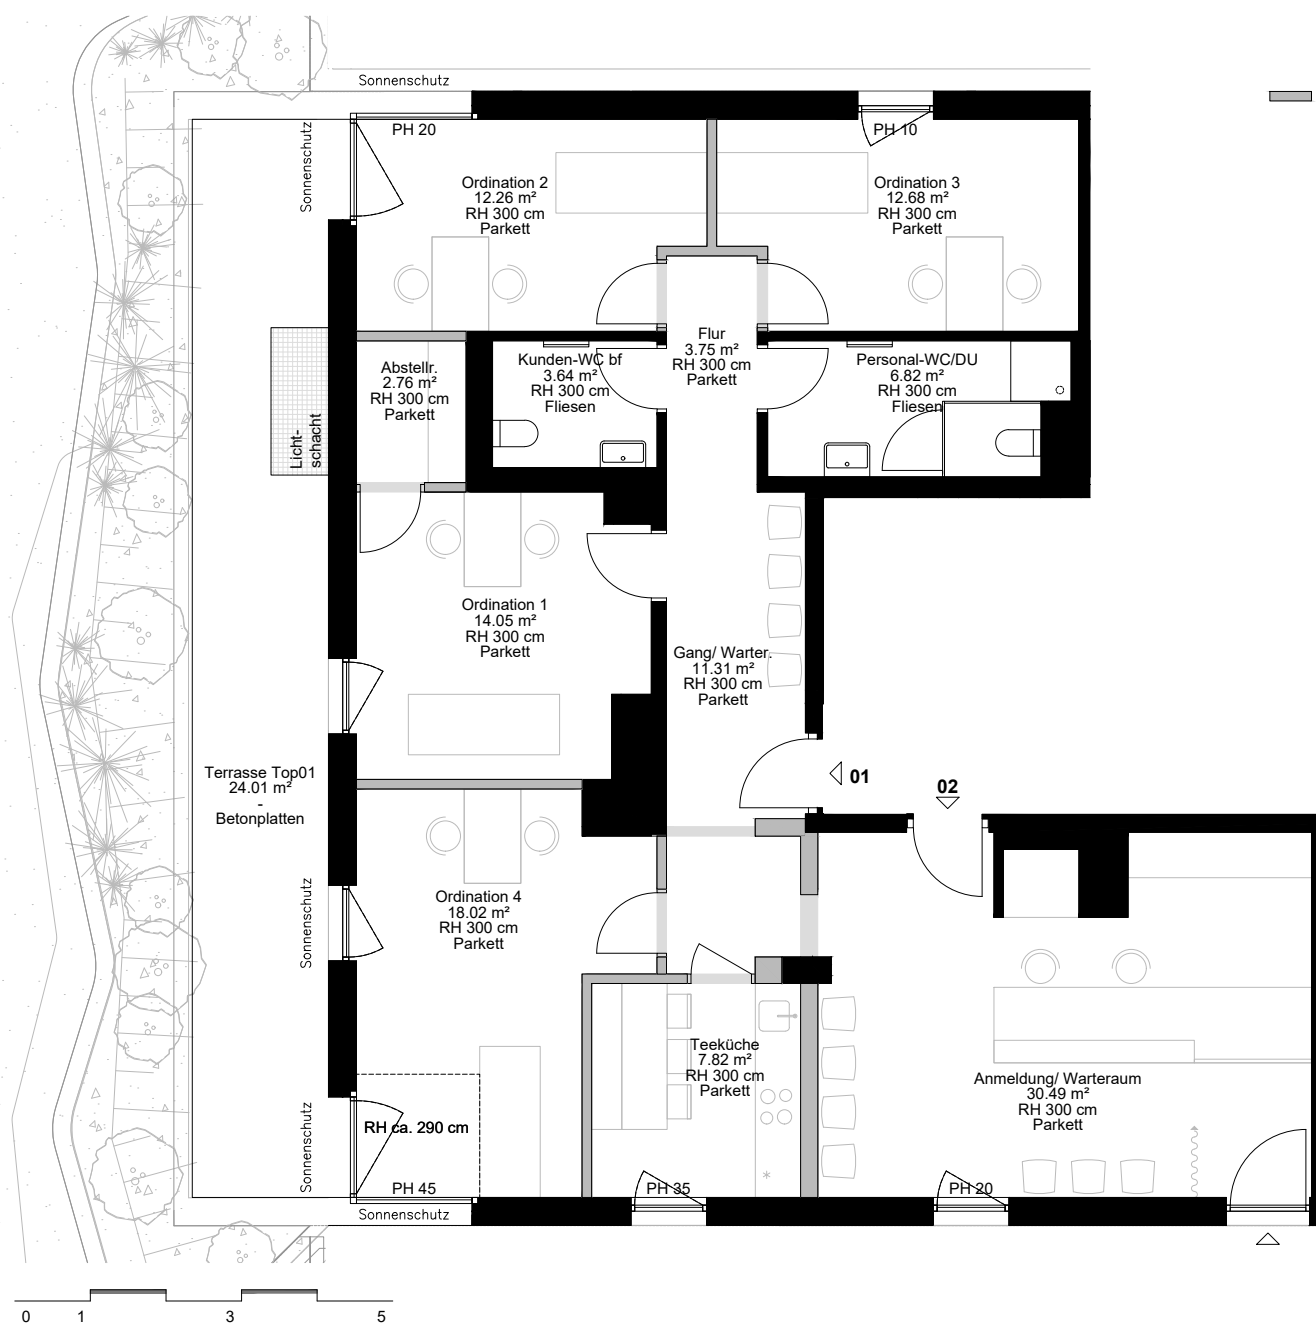 Sonnenschutz
Sonnenschutz
PH 20
PH 10
Ordination 2
12.26 m²
RH 300 cm
Parkett
Ordination 3
12.68 m²
RH 300 cm
Parkett
Flur
3.75 m²
RH 300 cm
Parkett
Abstellr.
2.76 m²
RH 300 cm
Parkett
Kunden-WC bf
3.64 m²
RH 300 cm
Fliesen
Personal-WC/DU
6.82 m²
RH 300 cm
Fliesen
Licht-
schacht
Ordination 1
14.05 m²
RH 300 cm
Parkett
Gang/ Warter.
11.31 m²
RH 300 cm
Parkett
Terrasse Top01
24.01 m²
-
Betonplatten
01
02
Ordination 4
18.02 m²
RH 300 cm
Parkett
Sonnenschutz
Teeküche
7.82 m²
RH 300 cm
Parkett
Anmeldung/ Warteraum
30.49 m²
RH 300 cm
Parkett
RH ca. 290 cm
Sonnenschutz
PH 45
PH 35
PH 20
Sonnenschutz
0 1 3 5